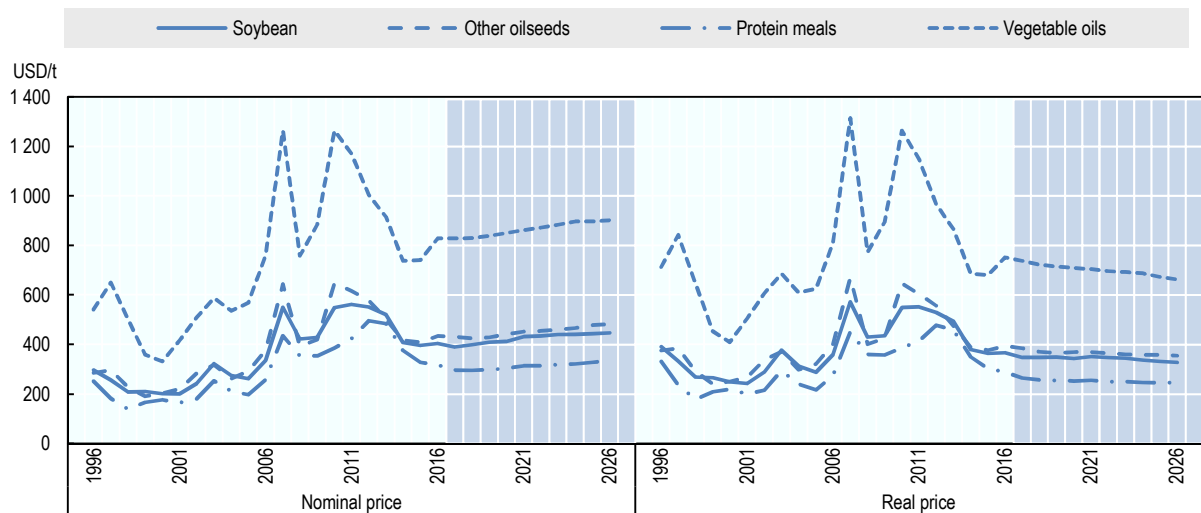 Soybean Other oilseeds Protein meals Vegetable oils
USD/t
1 400
1 200
1 000
800
600
400
200
0
1996 2001 2006 2011 2016 2021 2026 1996 2001 2006 2011 2016 2021 2026
Nominal price Real price